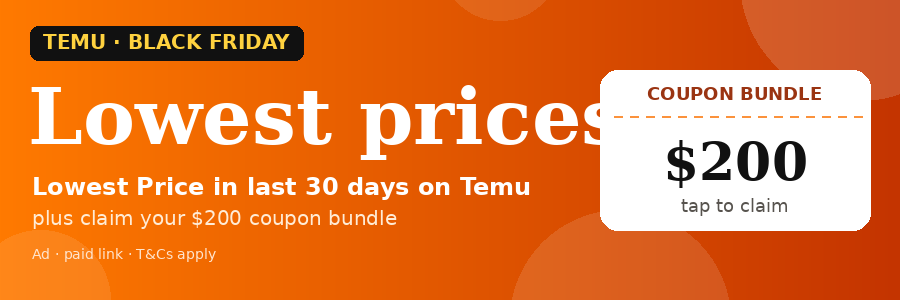 TEMU · BLACK FRIDAY
Lowest prices
Lowest Price in last 30 days on Temu
plus claim your $200 coupon bundle
Ad · paid link · T&Cs apply
COUPON BUNDLE
$200
tap to claim